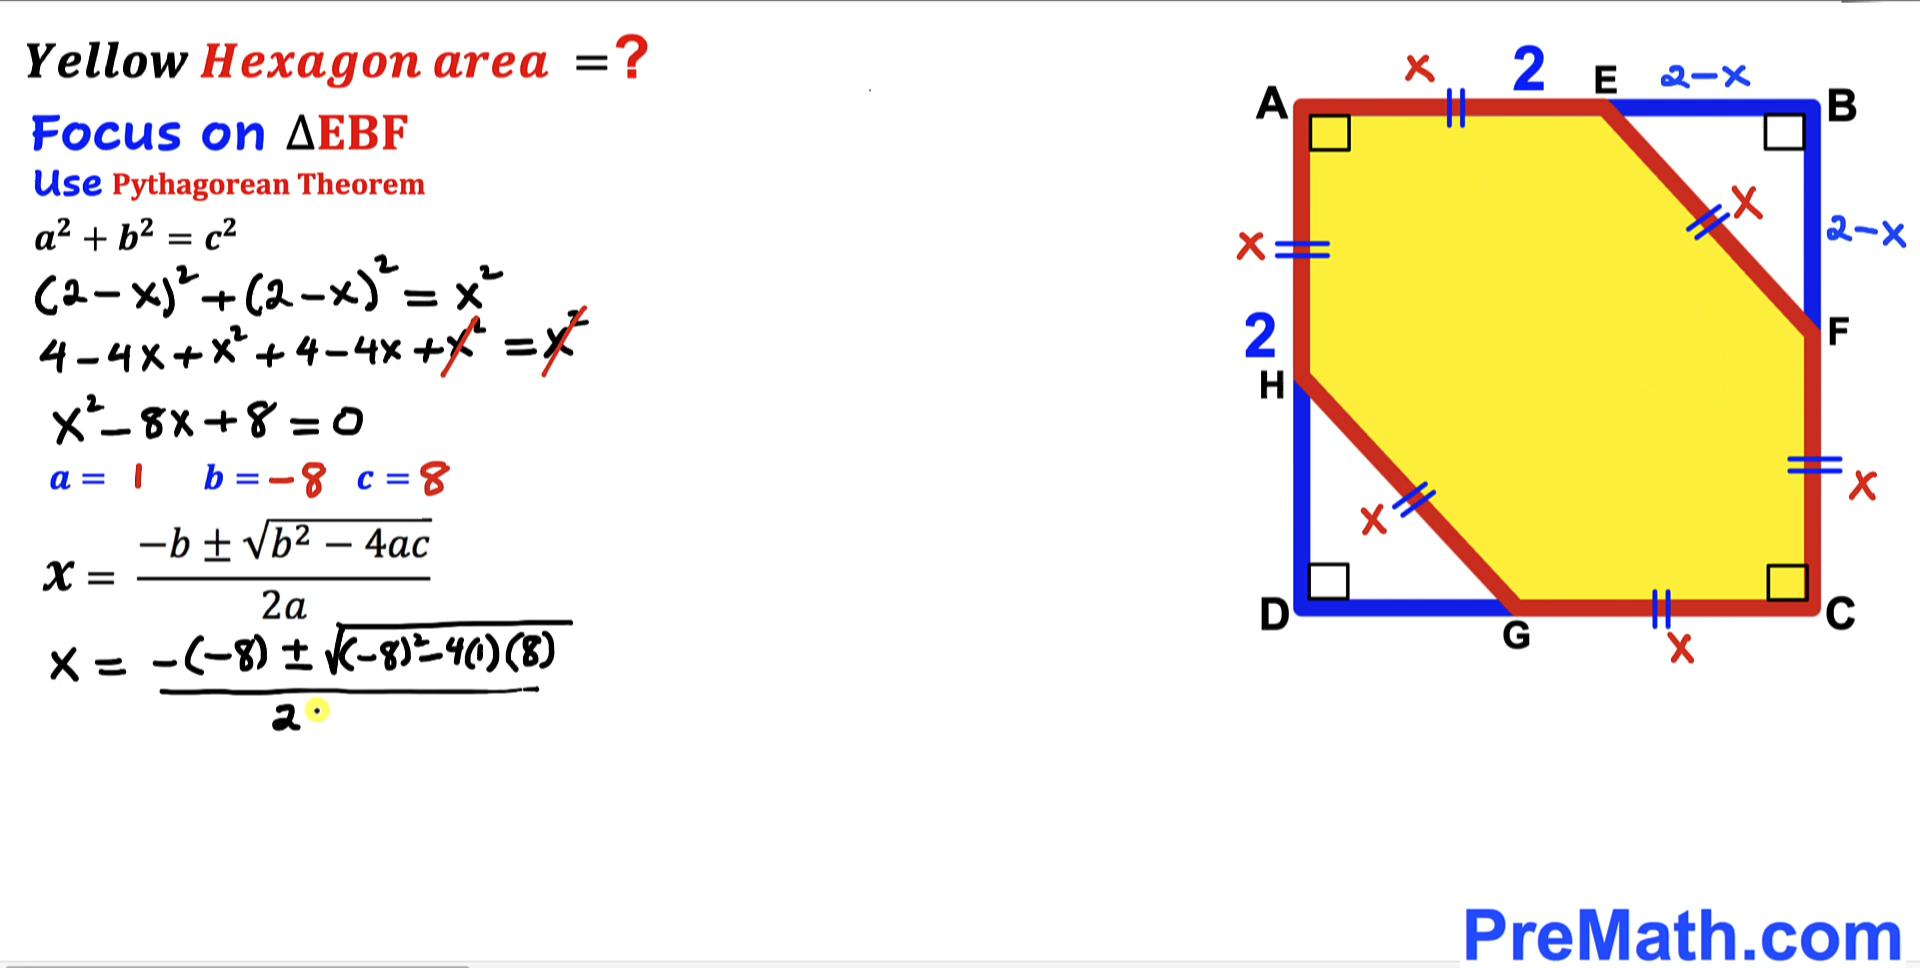 Yellow Hexagon area = ?
Focus on ΔEBF
Use Pythagorean Theorem
a² + b² = c²
(2-x)² + (2-x)² = x²
4-4x+x²+4-4x+x² = x²
x²-8x+8=0
a = 1 b = -8 c = 8
x = −b ± √b² − 4ac / 2a
x = -(-8) ± √(-8)²-4(1)(8) / 2
x 2 E 2-x
A B
x
x 2-x
2 F
H
x x
D G C
x
PreMath.com